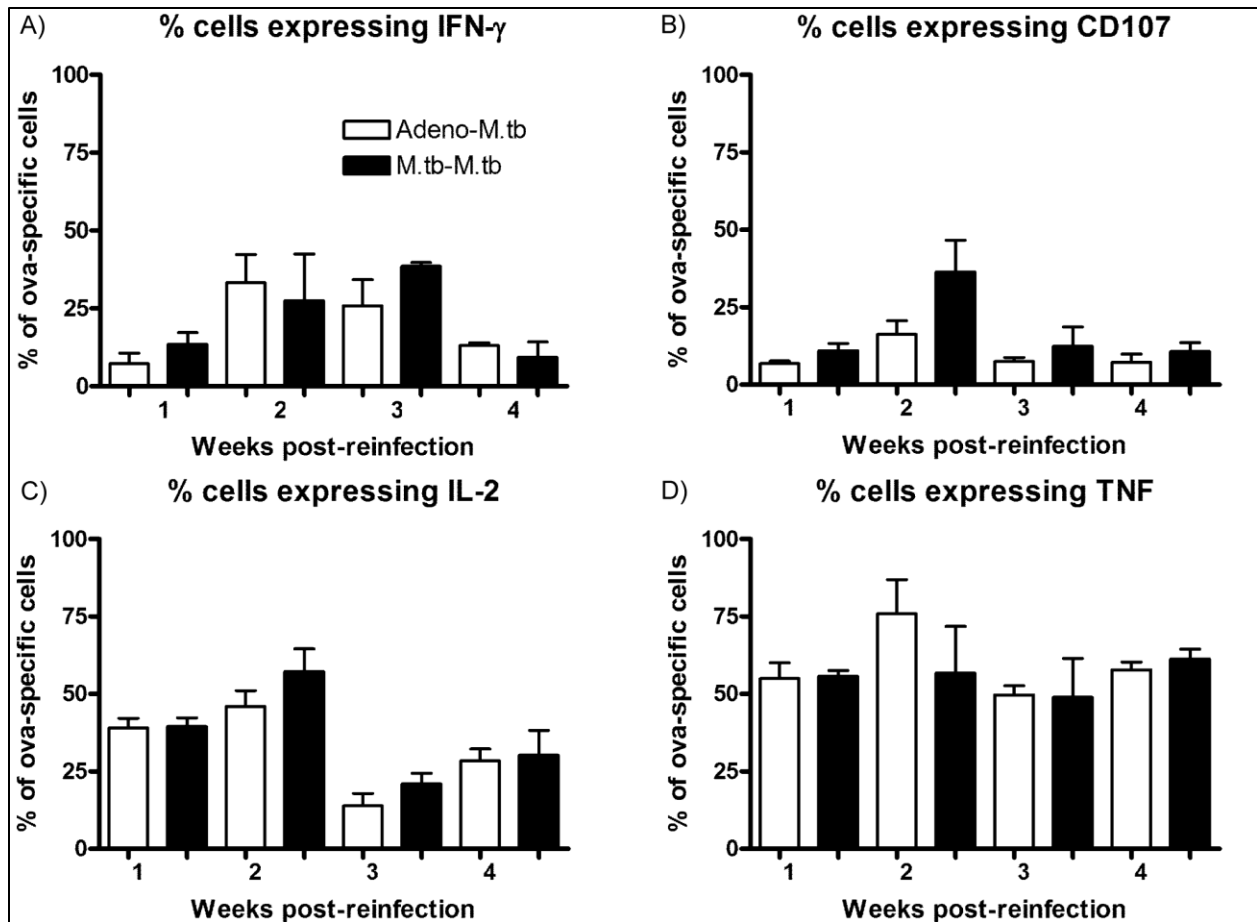 A) % cells expressing IFN-γ
% of ova-specific cells
100
75
50
25
0
Adeno-M.tb
M.tb-M.tb
1 2 3 4
Weeks post-reinfection
B) % cells expressing CD107
% of ova-specific cells
100
75
50
25
0
1 2 3 4
Weeks post-reinfection
C) % cells expressing IL-2
% of ova-specific cells
100
75
50
25
0
1 2 3 4
Weeks post-reinfection
D) % cells expressing TNF
% of ova-specific cells
100
75
50
25
0
1 2 3 4
Weeks post-reinfection